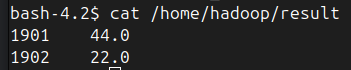 bash-4.2$ cat /home/hadoop/result
1901    44.0
1902    22.0